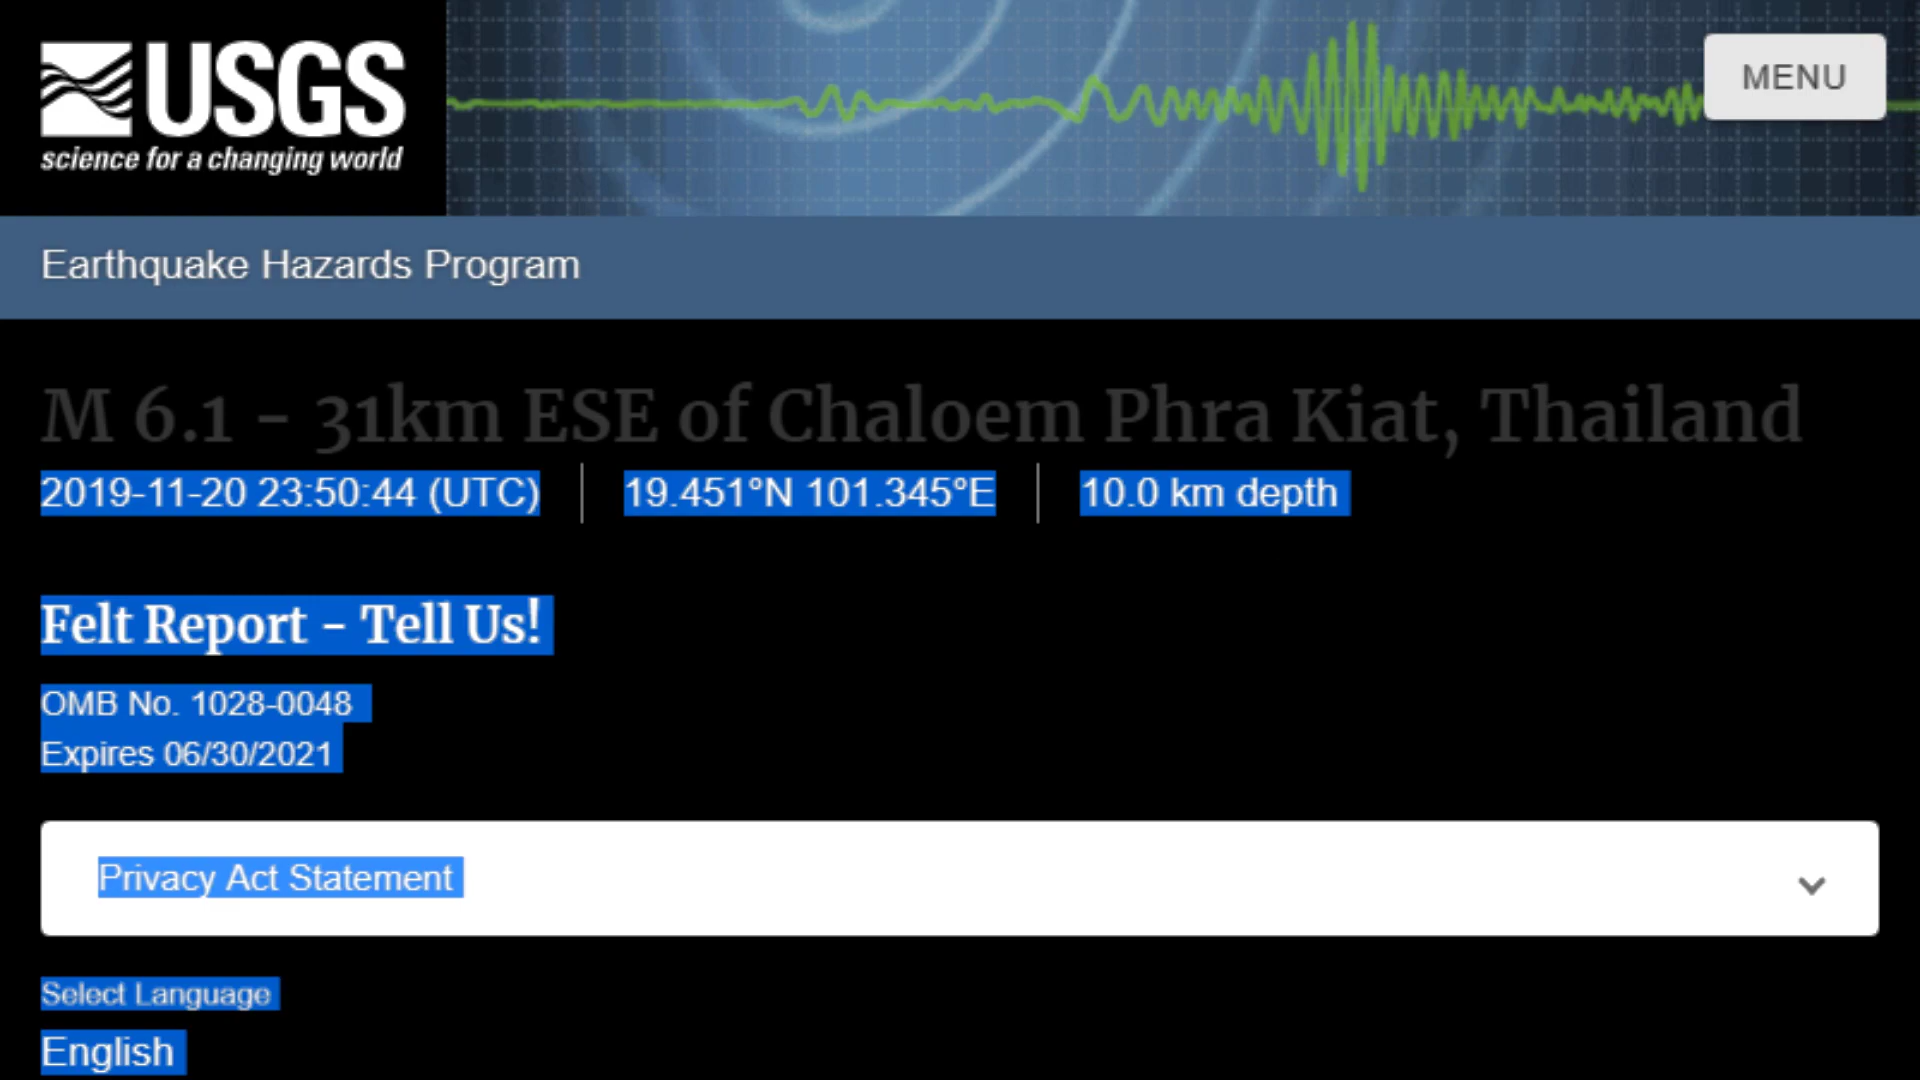 USGS
science for a changing world
MENU
Earthquake Hazards Program
M 6.1 - 31km ESE of Chaloem Phra Kiat, Thailand
2019-11-20 23:50:44 (UTC) 19.451°N 101.345°E 10.0 km depth
Felt Report - Tell Us!
OMB No. 1028-0048
Expires 06/30/2021
Privacy Act Statement
Select Language
English